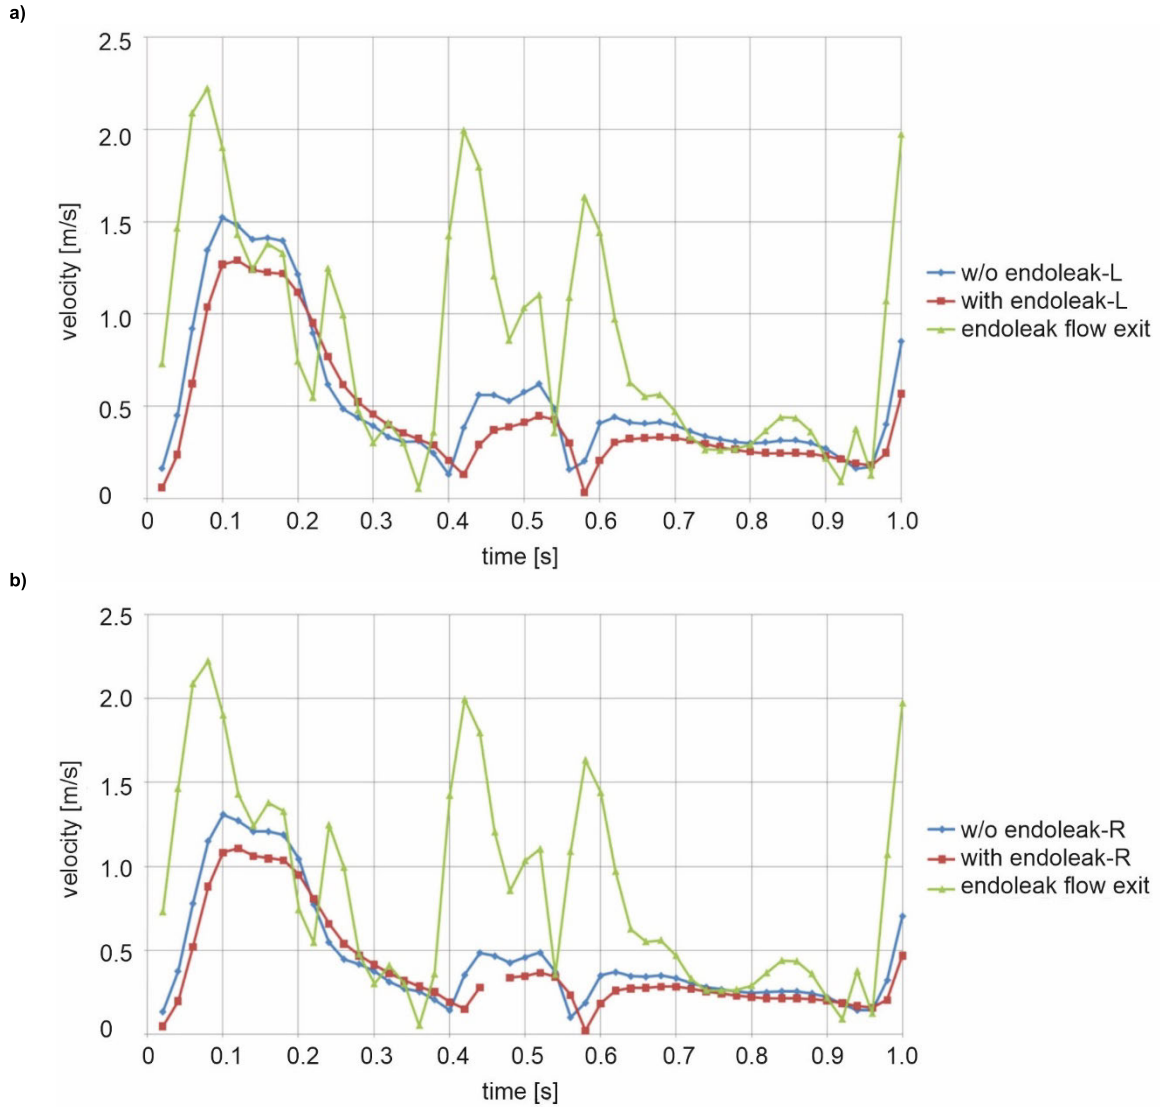 a)
2.5
2.0
1.5
1.0
0.5
0
velocity [m/s]
0 0.1 0.2 0.3 0.4 0.5 0.6 0.7 0.8 0.9 1.0
time [s]
w/o endoleak-L
with endoleak-L
endoleak flow exit
b)
2.5
2.0
1.5
1.0
0.5
0
velocity [m/s]
0 0.1 0.2 0.3 0.4 0.5 0.6 0.7 0.8 0.9 1.0
time [s]
w/o endoleak-R
with endoleak-R
endoleak flow exit